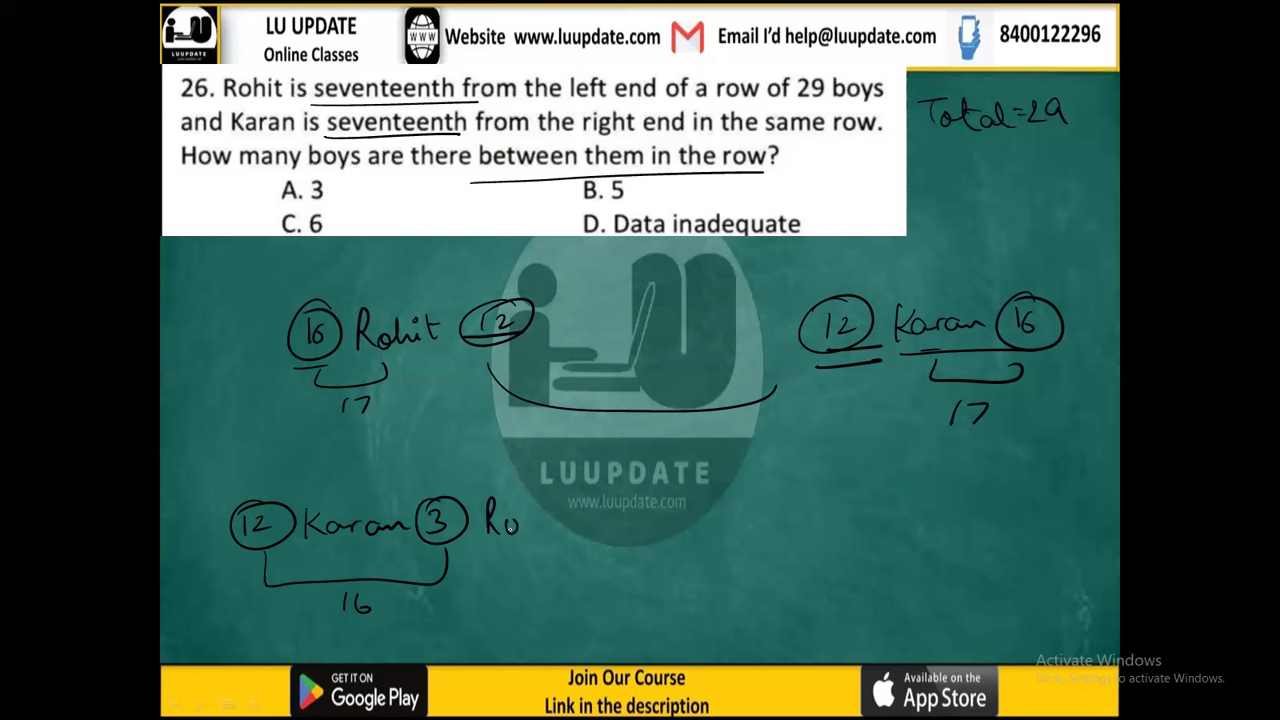 LU UPDATE
Online Classes
LUUPDATE
WWW
Website www.luupdate.com
Email I'd help@luupdate.com
8400122296
26. Rohit is seventeenth from the left end of a row of 29 boys
and Karan is seventeenth from the right end in the same row.
How many boys are there between them in the row?
A. 3 B. 5
C. 6 D. Data inadequate
Total=29
16 Rohit 12 12 Karan 16
17 17
LUUPDATE
www.luupdate.com
12 Karan 3 Ro
16
Activate Windows
Go to Settings to activate Windows.
GET IT ON
Google Play
Join Our Course
Link in the description
Available on the
App Store